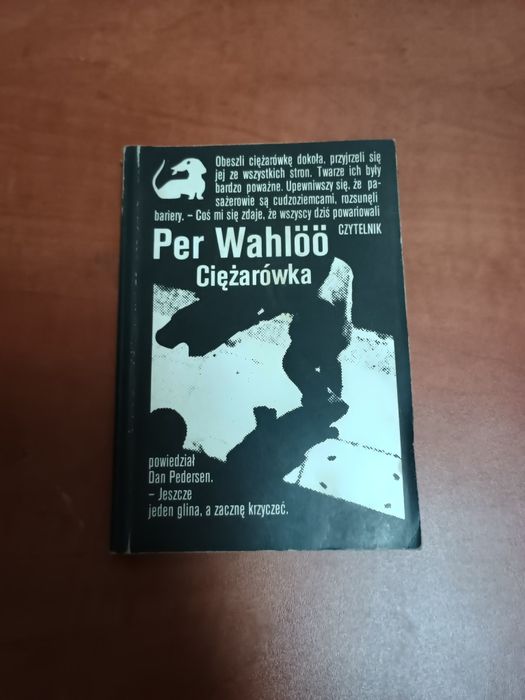 Obeszli ciężarówkę dokoła, przyjrzeli się
jej ze wszystkich stron. Twarze ich były
bardzo poważne. Upewniwszy się, że pa-
sażerowie są cudzoziemcami, rozsunęli
bariery. – Coś mi się zdaje, że wszyscy dziś powariowali
CZYTELNIK
Per Wahlöö
Ciężarówka
powiedział
Dan Pedersen.
– Jeszcze
jeden glina, a zacznę krzyczeć.